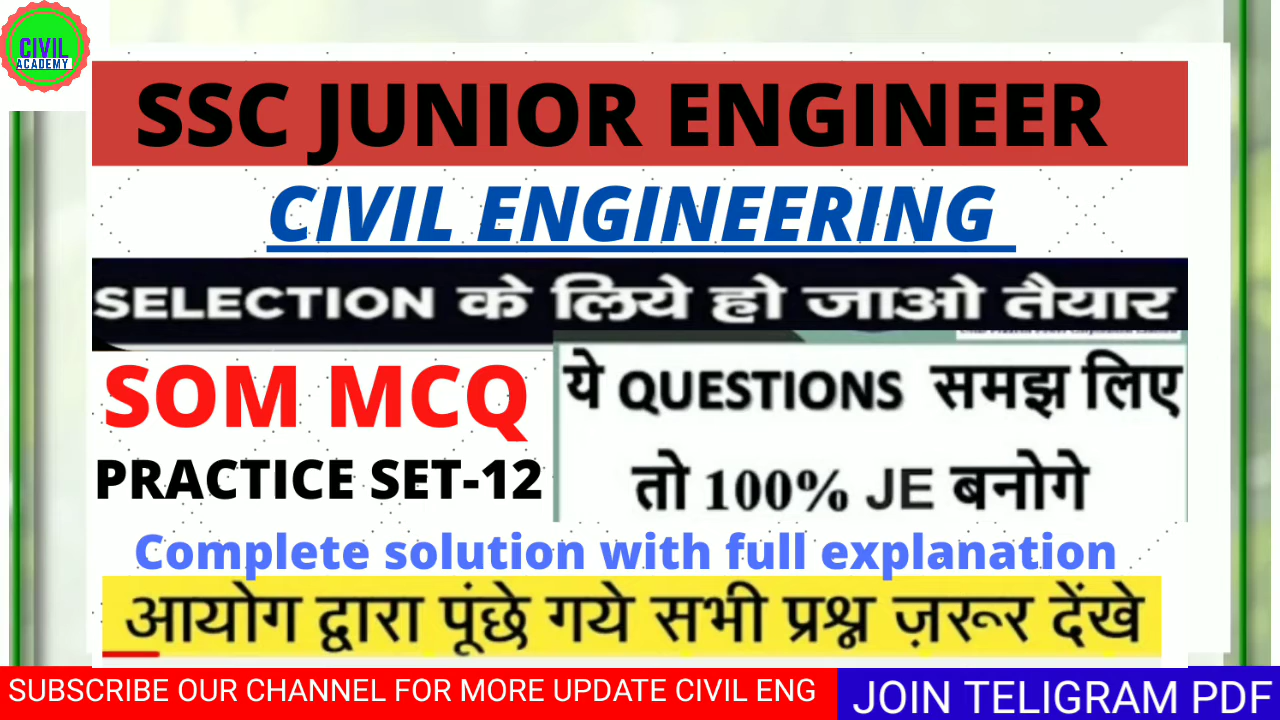 CIVIL
ACADEMY
SSC JUNIOR ENGINEER
CIVIL ENGINEERING
SELECTION के लिये हो जाओ तैयार
SOM MCQ
PRACTICE SET-12
ये QUESTIONS समझ लिए
तो 100% JE बनोगे
Complete solution with full explanation
आयोग द्वारा पूंछे गये सभी प्रश्न ज़रूर देंखे
SUBSCRIBE OUR CHANNEL FOR MORE UPDATE CIVIL ENG
JOIN TELIGRAM PDF